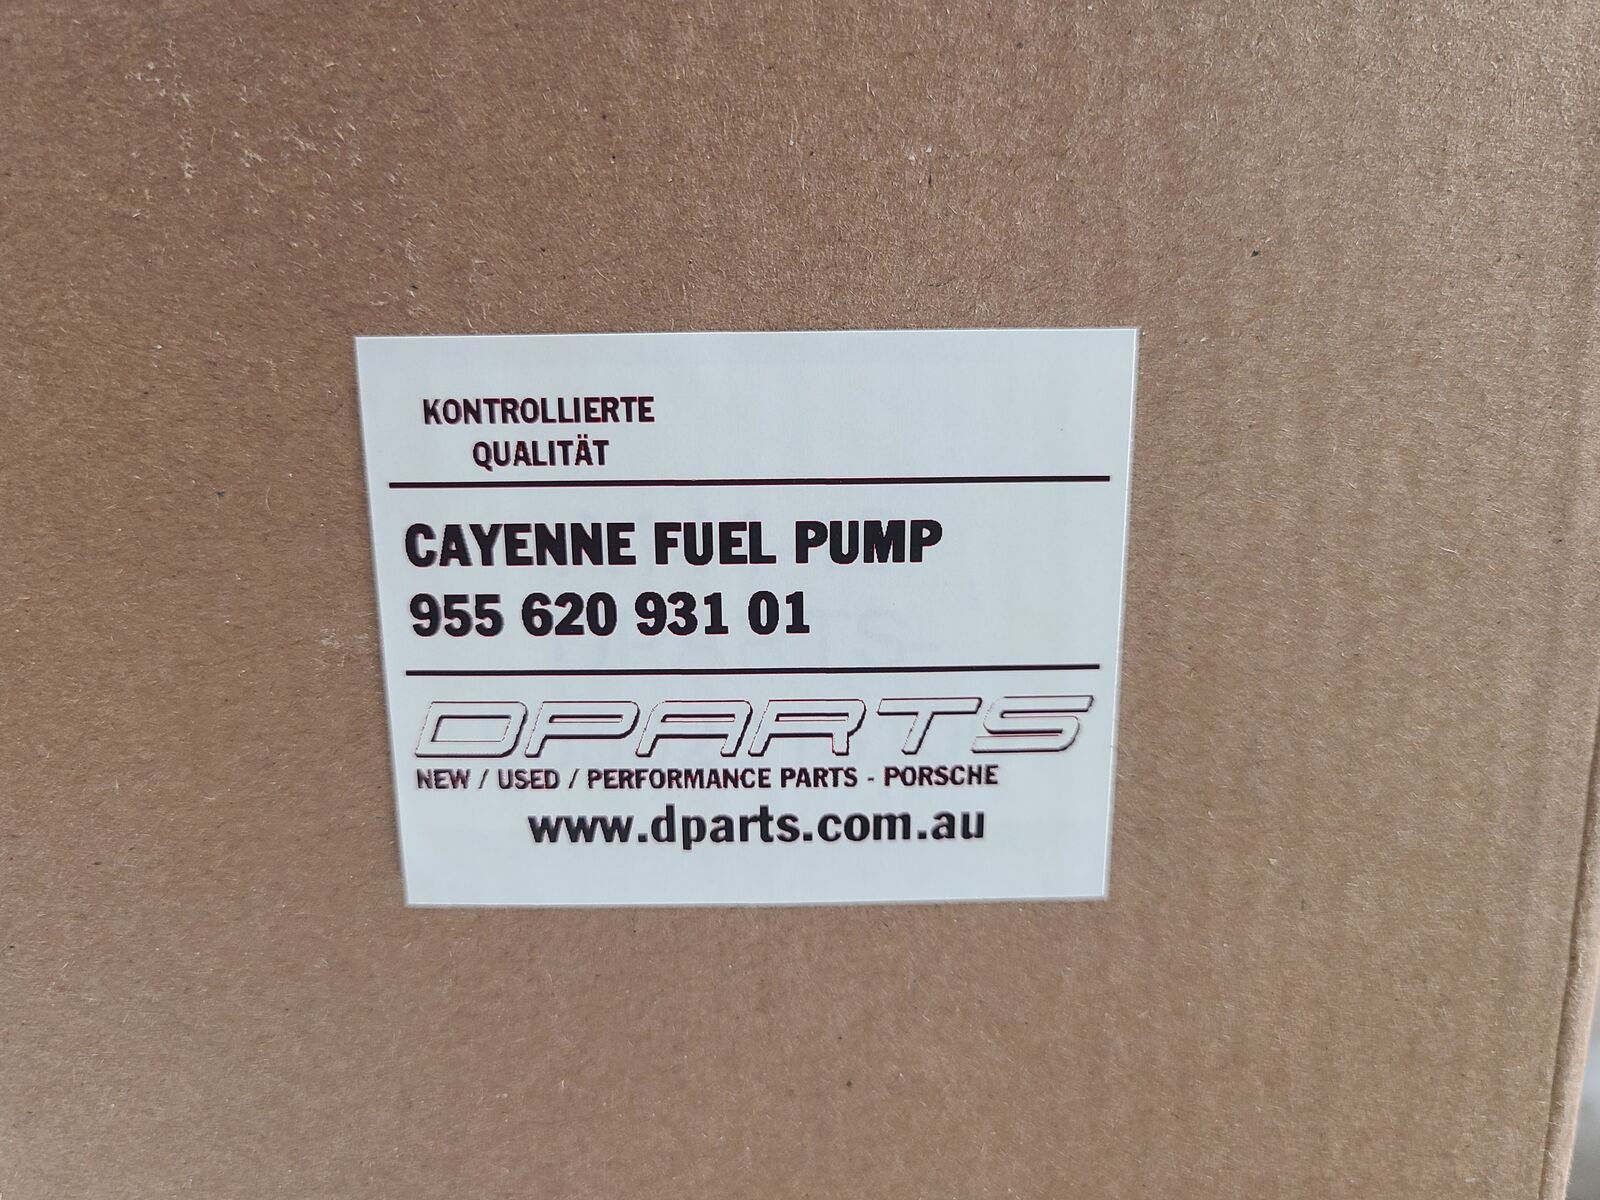 KONTROLLIERTE
QUALITÄT
CAYENNE FUEL PUMP
955 620 931 01
DPARTS
NEW / USED / PERFORMANCE PARTS - PORSCHE
www.dparts.com.au